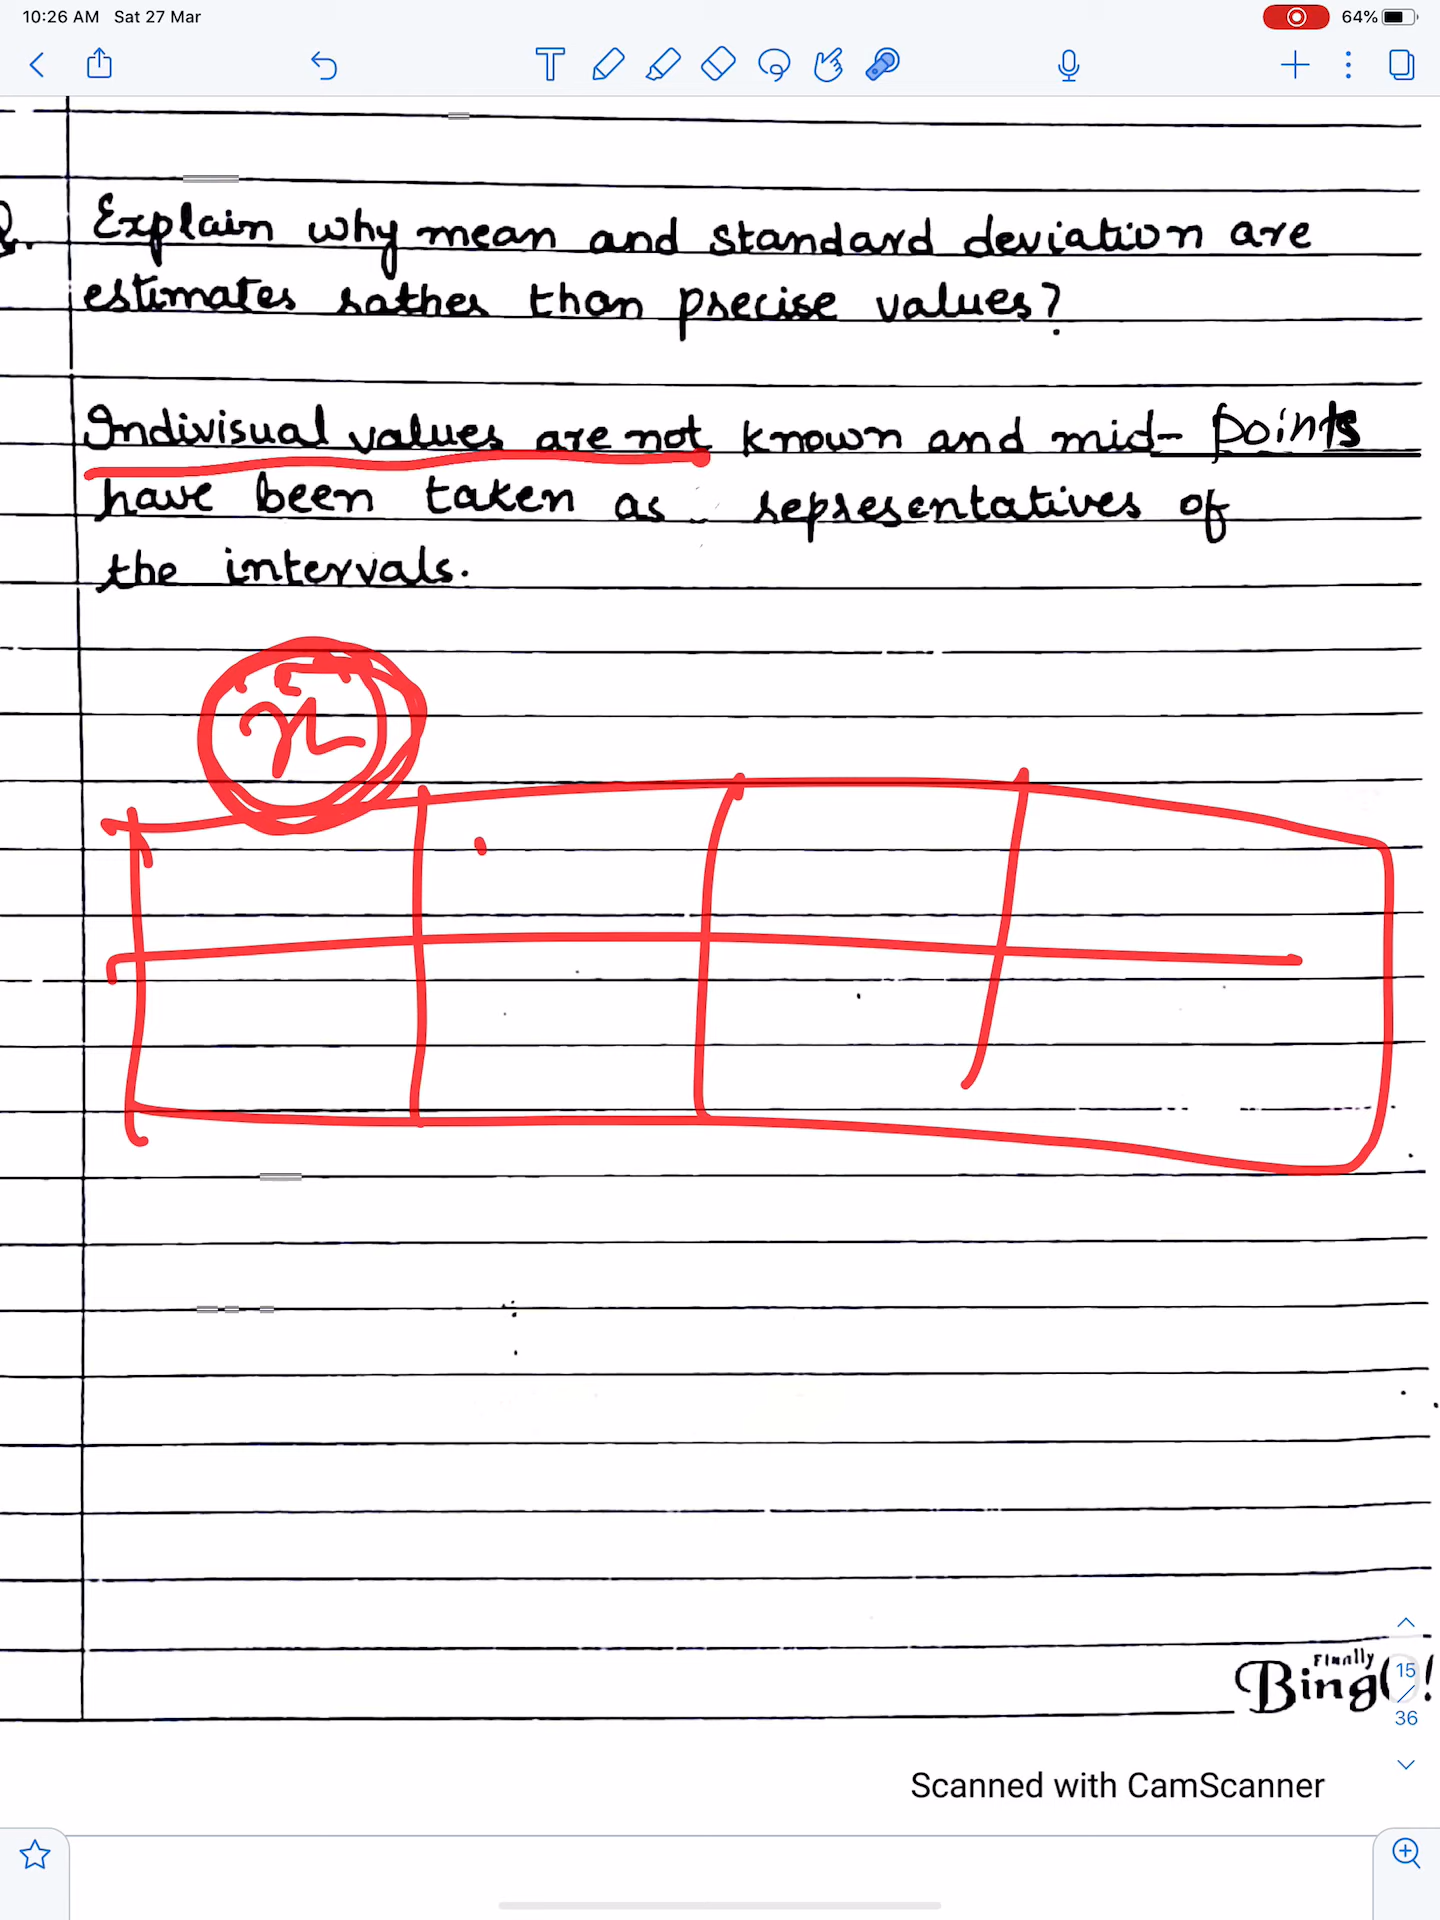 10:26 AM Sat 27 Mar
64%
Q. Explain why mean and standard deviation are
estimates rather than precise values?
Indivisual values are not known and mid- points
have been taken as representatives of
the intervals.
x
Finally
BingO!
15
/
36
Scanned with CamScanner